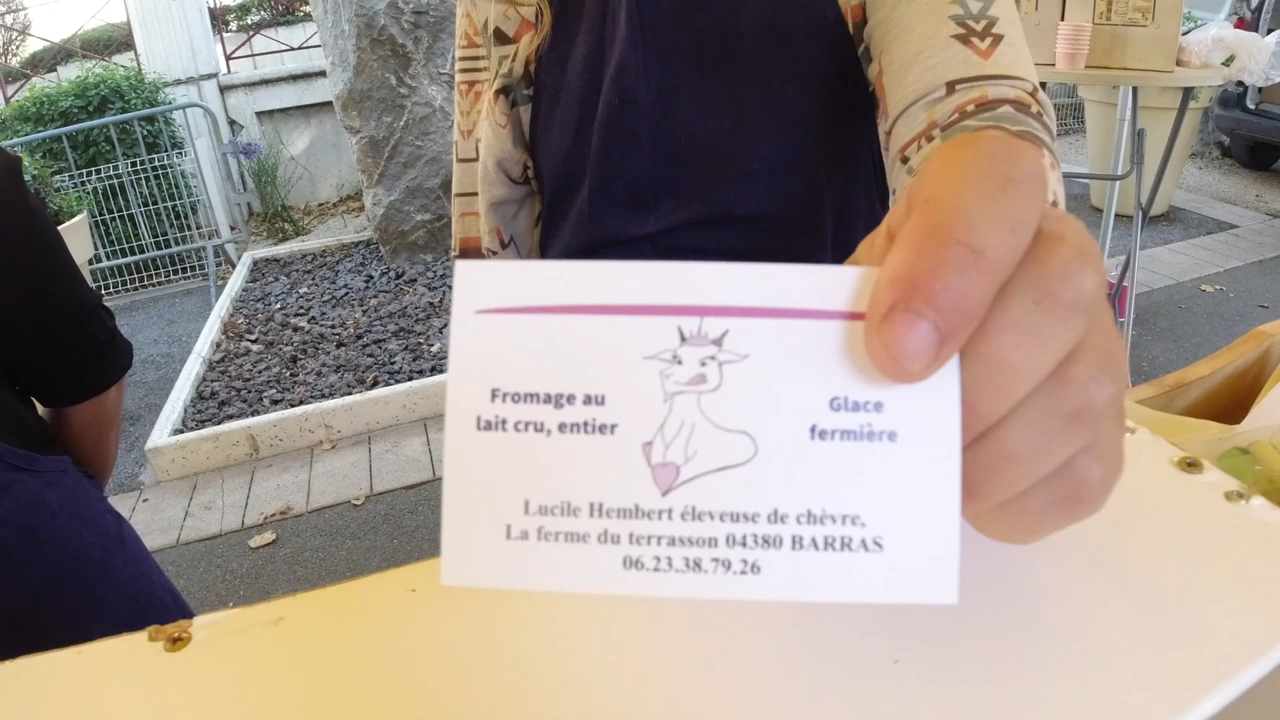 Fromage au
lait cru, entier
Glace
fermière
Lucile Hembert éleveuse de chèvre,
La ferme du terrasson 04380 BARRAS
06.23.38.79.26